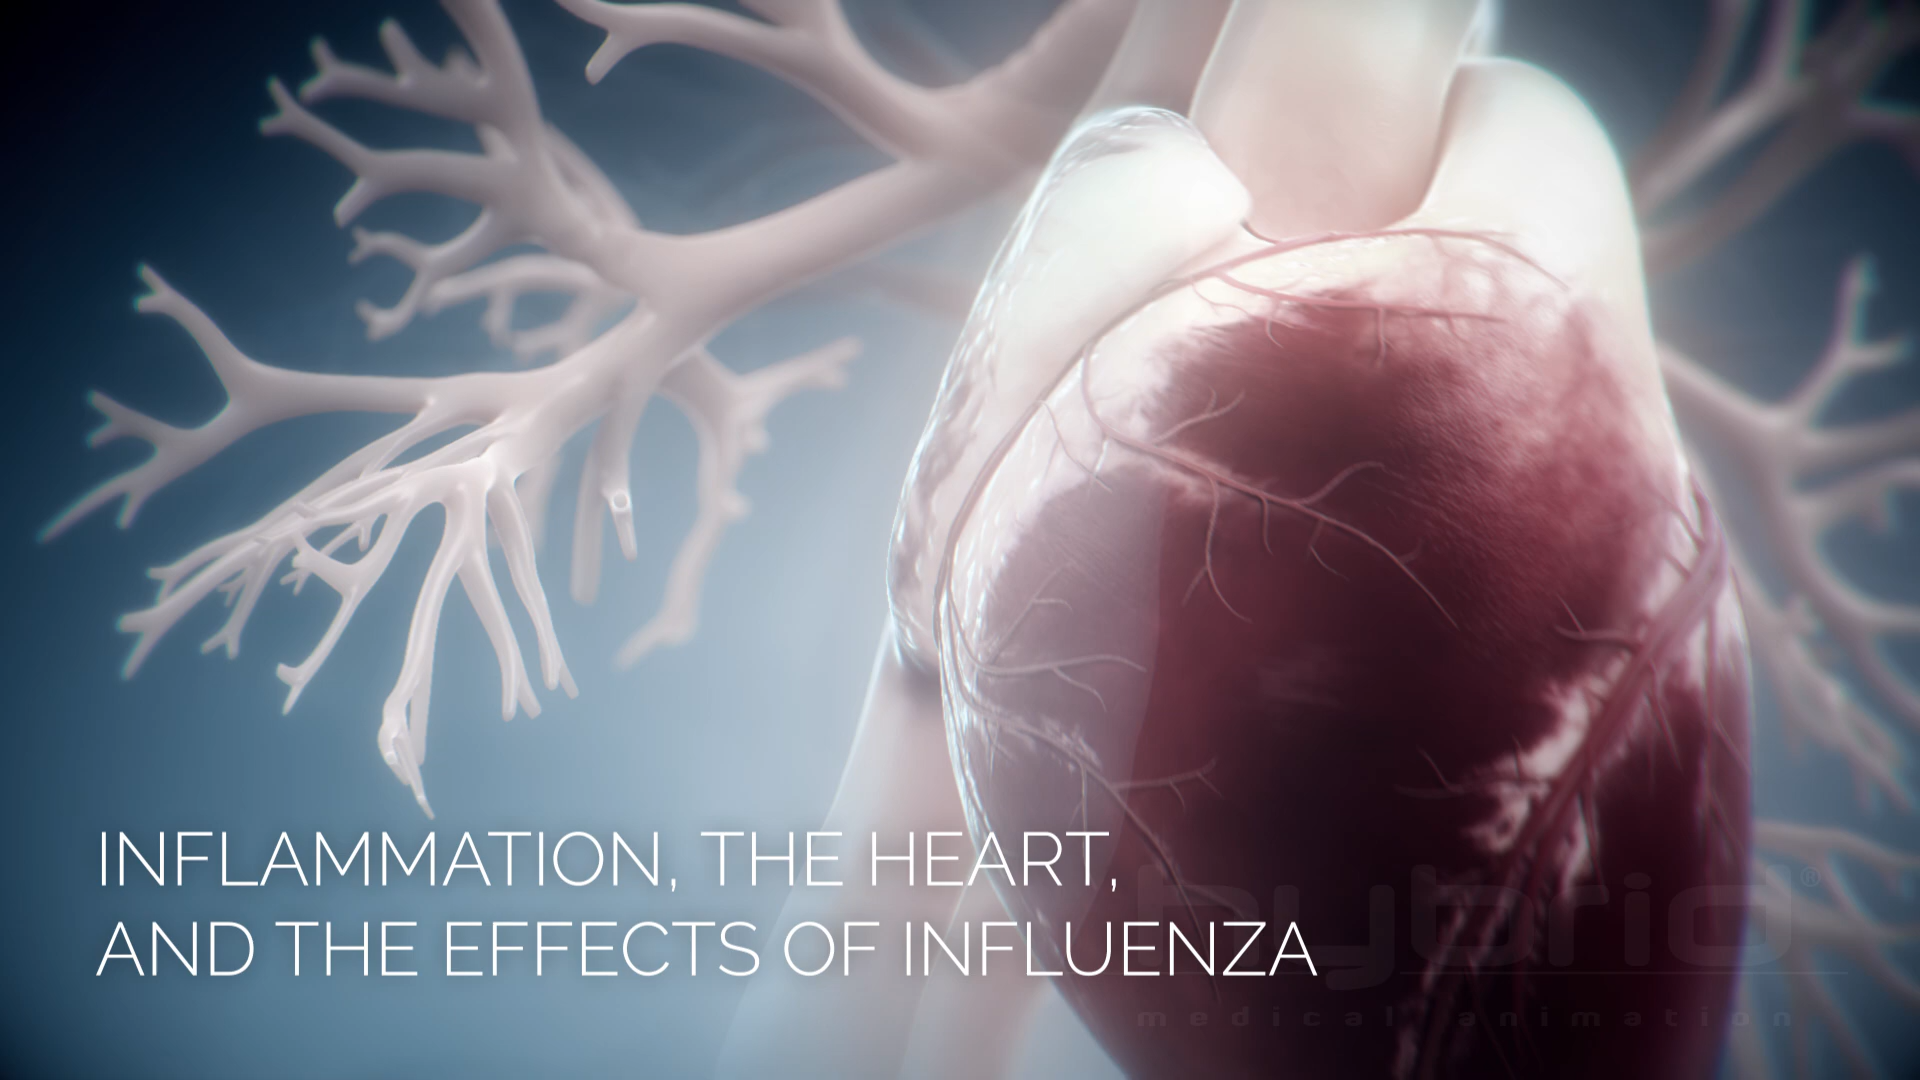 INFLAMMATION, THE HEART,
AND THE EFFECTS OF INFLUENZA
hybrid®
medical animation